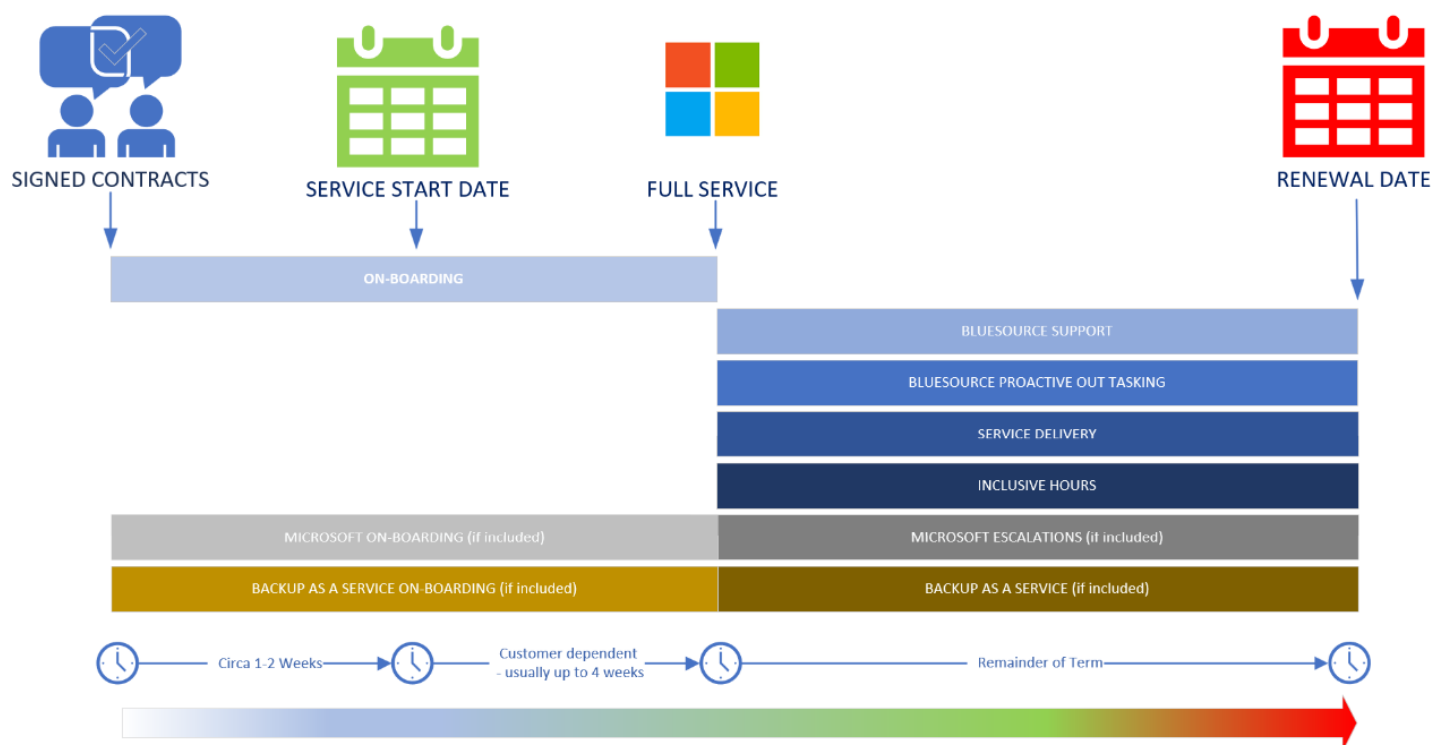 SIGNED CONTRACTS
SERVICE START DATE
FULL SERVICE
RENEWAL DATE
ON-BOARDING
BLUESOURCE SUPPORT
BLUESOURCE PROACTIVE OUT TASKING
SERVICE DELIVERY
INCLUSIVE HOURS
MICROSOFT ON-BOARDING (if included)
MICROSOFT ESCALATIONS (if included)
BACKUP AS A SERVICE ON-BOARDING (if included)
BACKUP AS A SERVICE (if included)
Circa 1-2 Weeks
Customer dependent
- usually up to 4 weeks
Remainder of Term